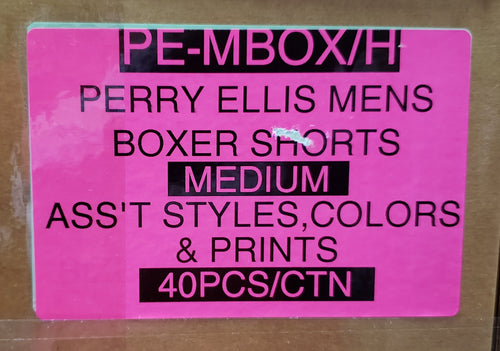 PE-MBOX/H
PERRY ELLIS MENS
BOXER SHORTS
MEDIUM
ASS'T STYLES,COLORS
& PRINTS
40PCS/CTN